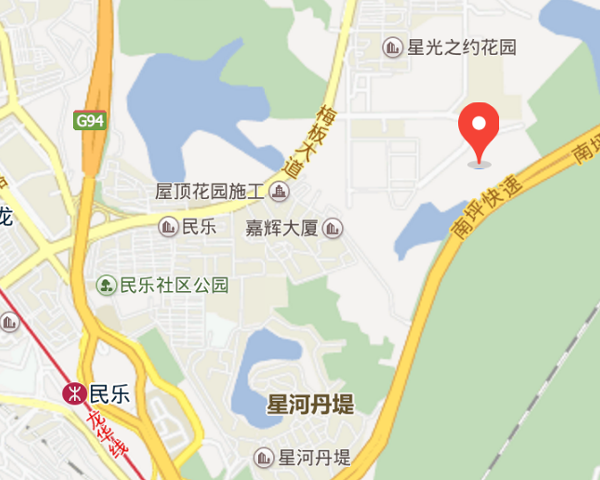 星光之约花园
G94
梅板大道
南坪
屋顶花园施工
南坪快速
龙
民乐
嘉辉大厦
民乐社区公园
民乐
星河丹堤
龙华线
星河丹堤